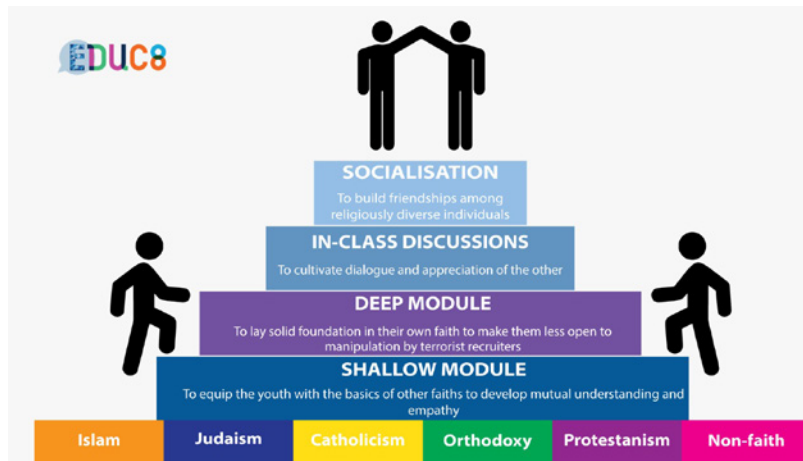 EDUC8
SOCIALISATION
To build friendships among
religiously diverse individuals
IN-CLASS DISCUSSIONS
To cultivate dialogue and appreciation of the other
DEEP MODULE
To lay solid foundation in their own faith to make them less open to
manipulation by terrorist recruiters
SHALLOW MODULE
To equip the youth with the basics of other faiths to develop mutual understanding and
empathy
Islam Judaism Catholicism Orthodoxy Protestanism Non-faith